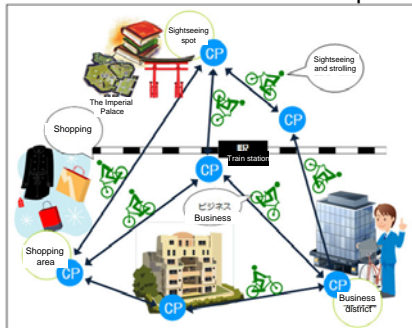 Sightseeing
spot
CP
Sightseeing
and strolling
The Imperial
Palace
CP
Shopping
駅
Train station
CP
ビジネス
Business
Shopping
area
CP
CP
CP
Business
district